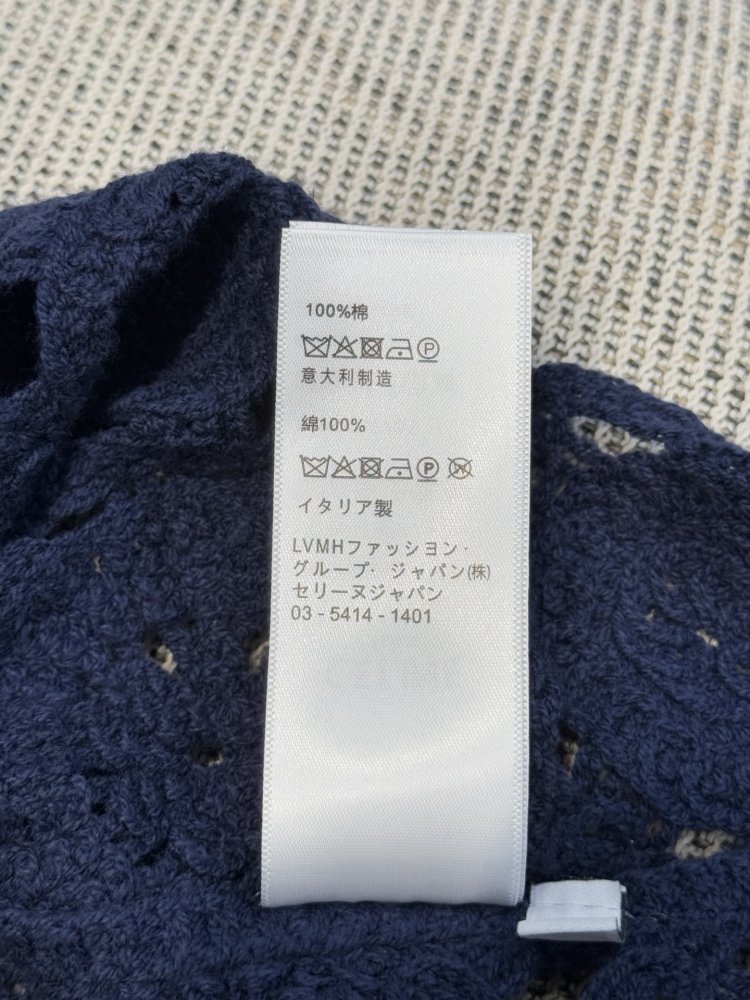 100%棉
P
意大利制造
綿100%
P W
イタリア製
LVMHファッション・
グループ・ジャパン(株)
セリーヌジャパン
03 - 5414 - 1401